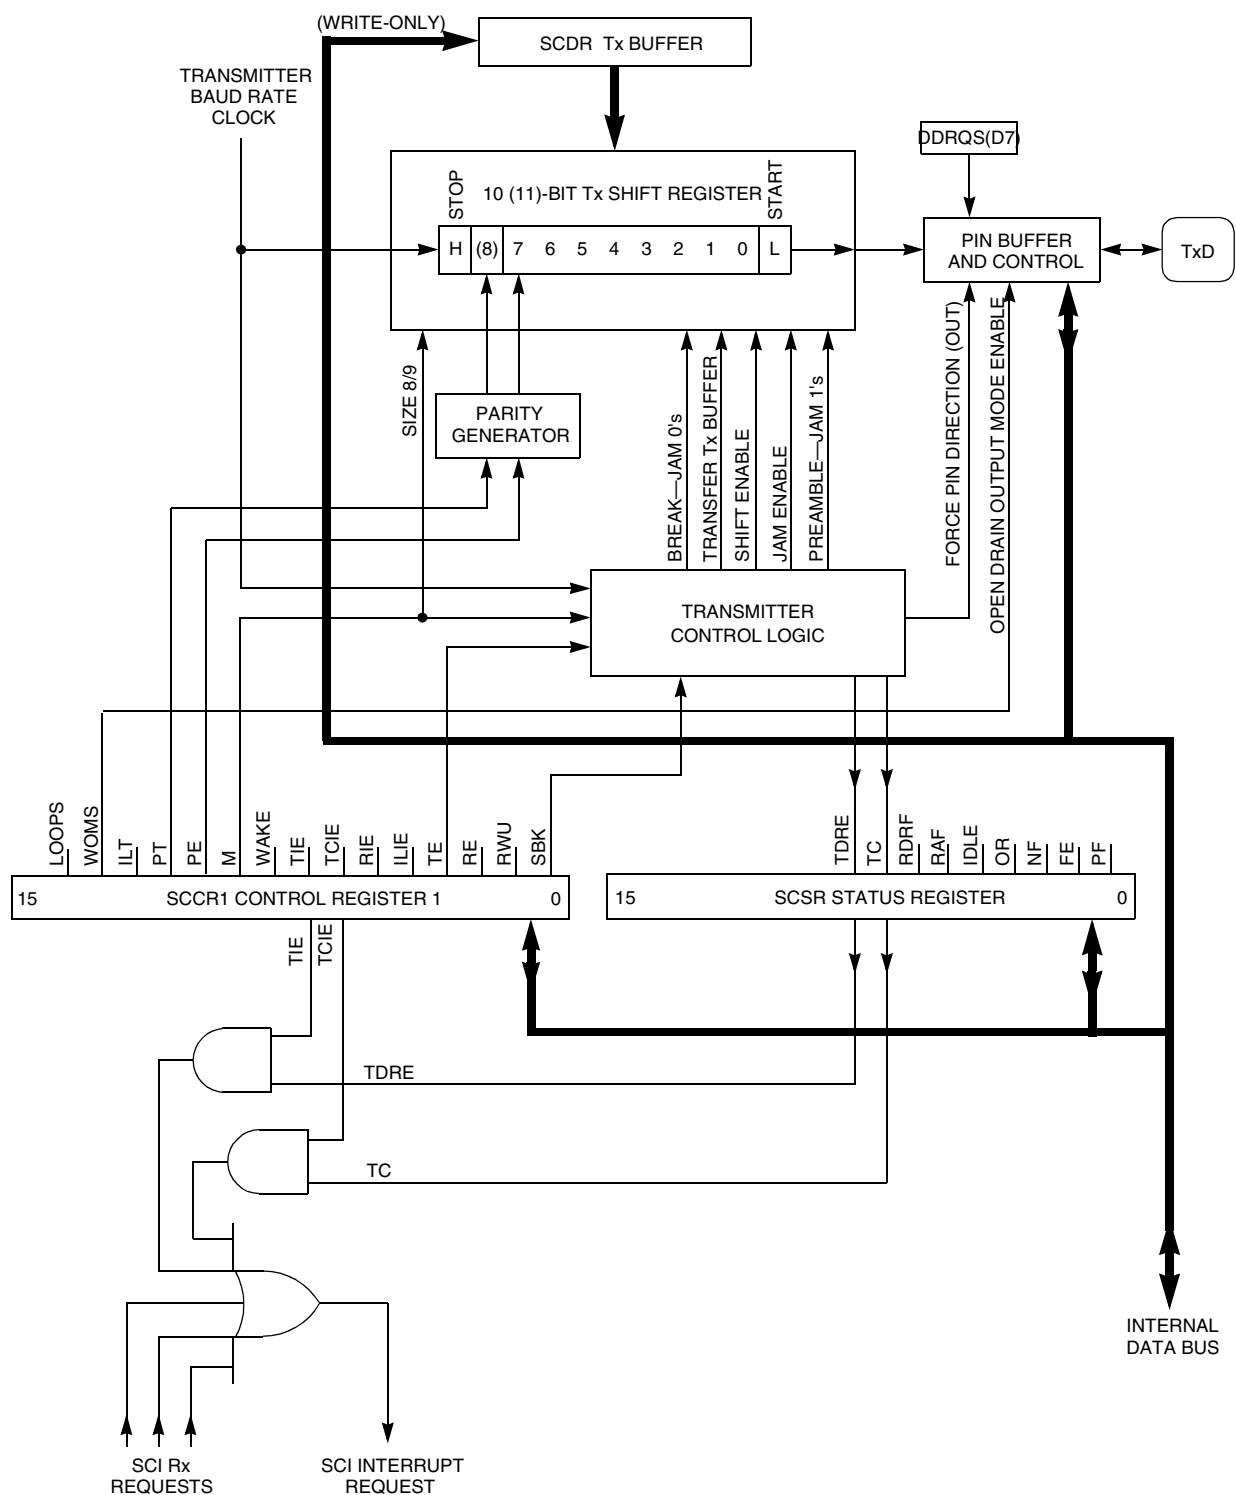 (WRITE-ONLY)
SCDR Tx BUFFER
TRANSMITTER
BAUD RATE
CLOCK
DDRQS(D7)
STOP
10 (11)-BIT Tx SHIFT REGISTER
START
H (8) 7 6 5 4 3 2 1 0 L
PIN BUFFER
AND CONTROL
TxD
SIZE 8/9
PARITY
GENERATOR
BREAK—JAM 0's
TRANSFER Tx BUFFER
SHIFT ENABLE
JAM ENABLE
PREAMBLE—JAM 1's
FORCE PIN DIRECTION (OUT)
OPEN DRAIN OUTPUT MODE ENABLE
TRANSMITTER
CONTROL LOGIC
LOOPS
WOMS
ILT
PT
PE
M
WAKE
TIE
TCIE
RIE
ILIE
TE
RE
RWU
SBK
TDRE
TC
RDRF
RAF
IDLE
OR
NF
FE
PF
15 SCCR1 CONTROL REGISTER 1 0
15 SCSR STATUS REGISTER 0
TIE
TCIE
TDRE
TC
INTERNAL
DATA BUS
SCI Rx
REQUESTS
SCI INTERRUPT
REQUEST